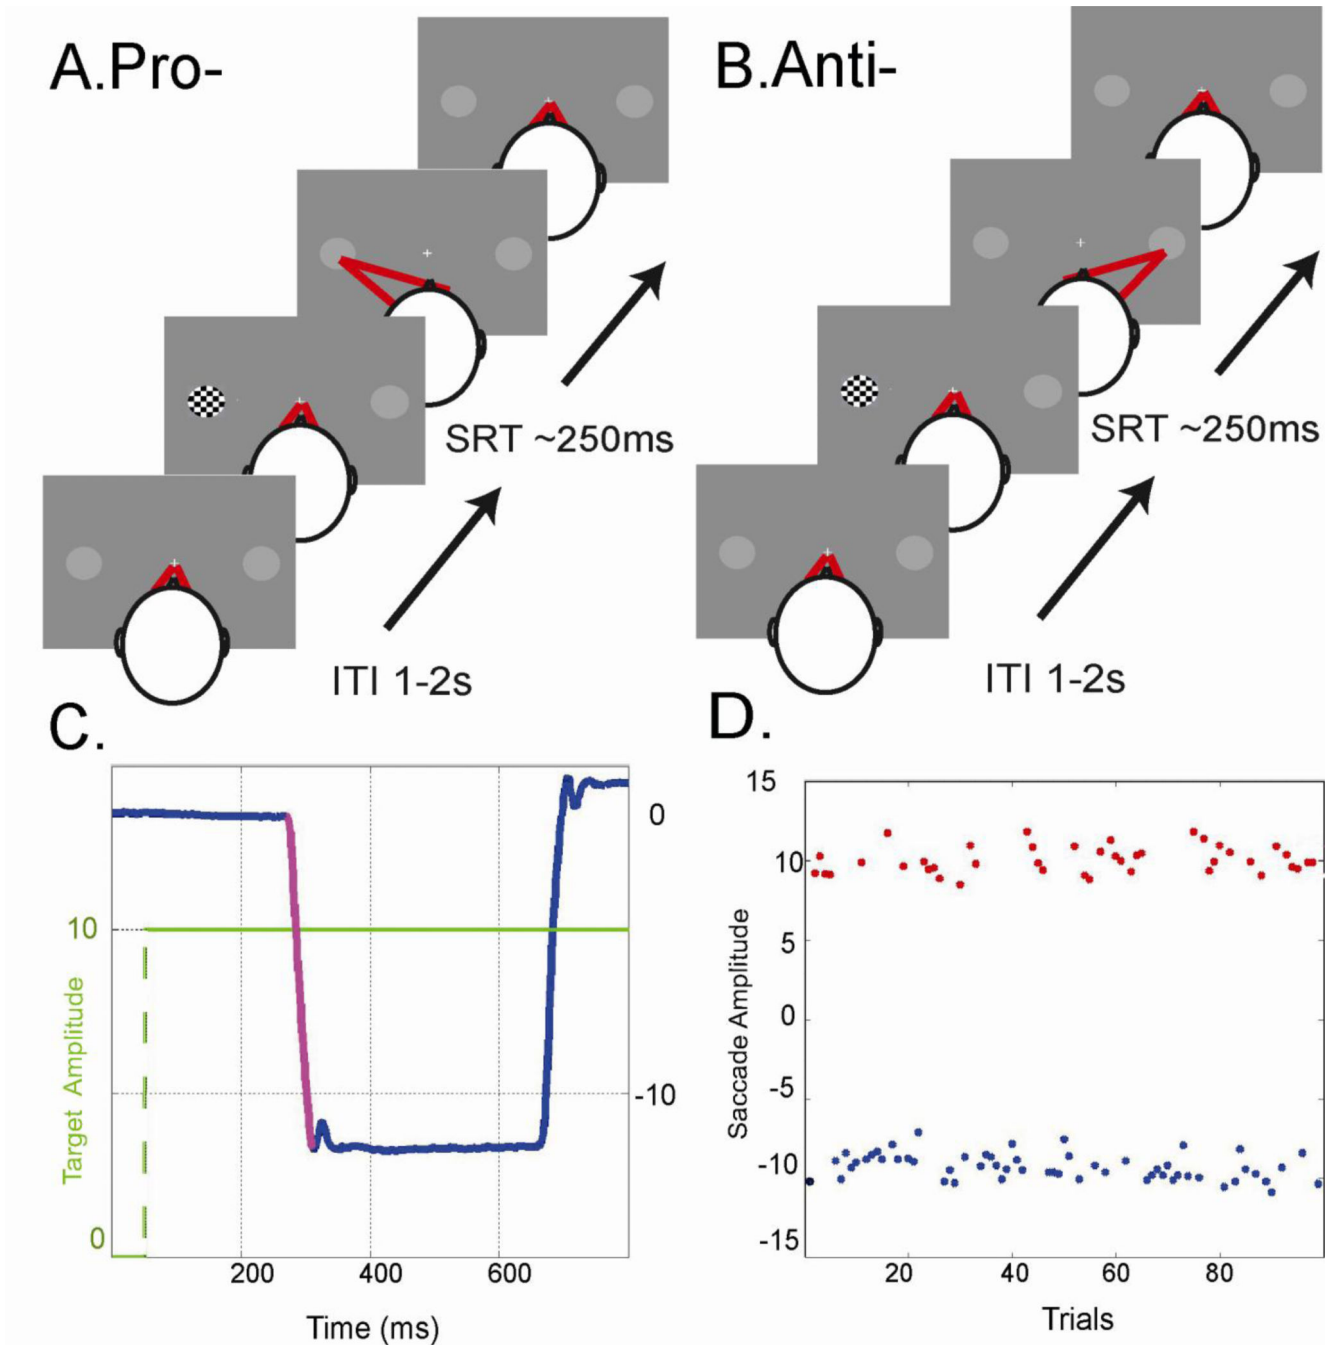 A.Pro-
SRT ~250ms
ITI 1-2s
B.Anti-
SRT ~250ms
ITI 1-2s
C.
Target Amplitude
10
0
0
-10
200
400
600
Time (ms)
D.
Saccade Amplitude
15
10
5
0
-5
-10
-15
20
40
60
80
Trials